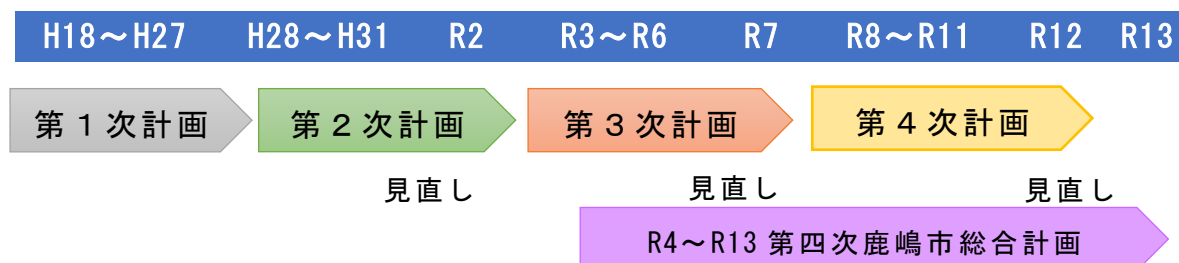 H18～H27 H28～H31 R2 R3～R6 R7 R8～R11 R12 R13
第１次計画 第２次計画 第３次計画 第４次計画
見直し 見直し 見直し
R4～R13 第四次鹿嶋市総合計画